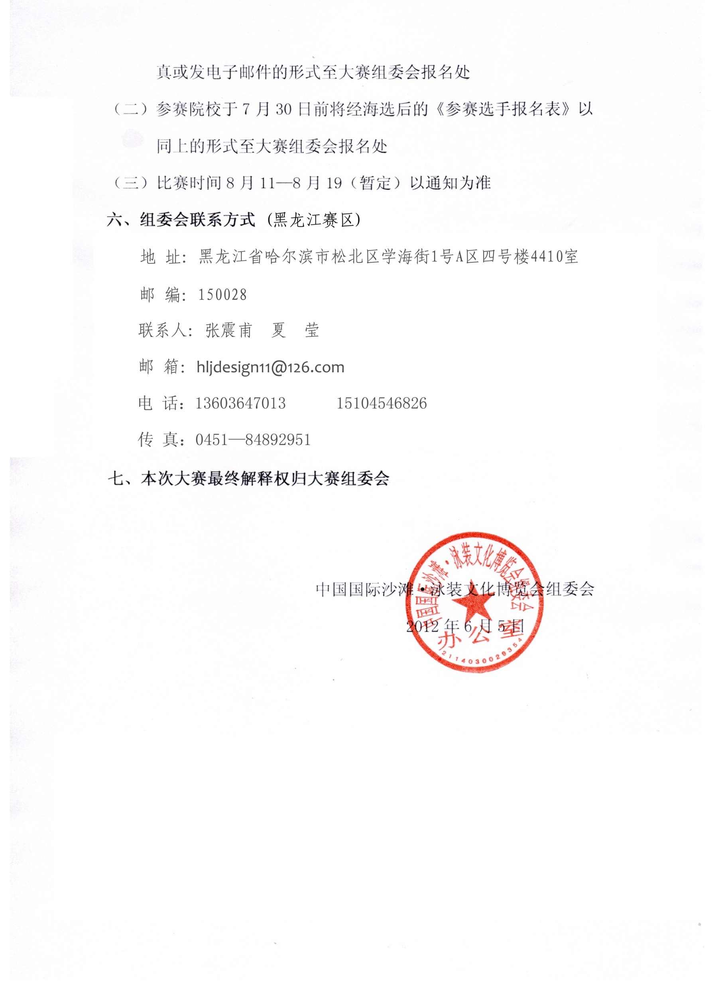 真或发电子邮件的形式至大赛组委会报名处
（二）参赛院校于 7 月 30 日前将经海选后的《参赛选手报名表》以
同上的形式至大赛组委会报名处
（三）比赛时间 8 月 11—8 月 19（暂定）以通知为准
六、组委会联系方式 (黑龙江赛区)
地 址: 黑龙江省哈尔滨市松北区学海街1号A区四号楼4410室
邮 编: 150028
联系人: 张震甫 夏 莹
邮 箱: hljdesign11@126.com
电 话: 13603647013 15104546826
传 真: 0451—84892951
七、本次大赛最终解释权归大赛组委会
中国国际沙滩·泳装文化博览会组委会
2012 年 6 月 5 日
中国国际沙滩·泳装文化博览会组委会
办公室
2114030029354